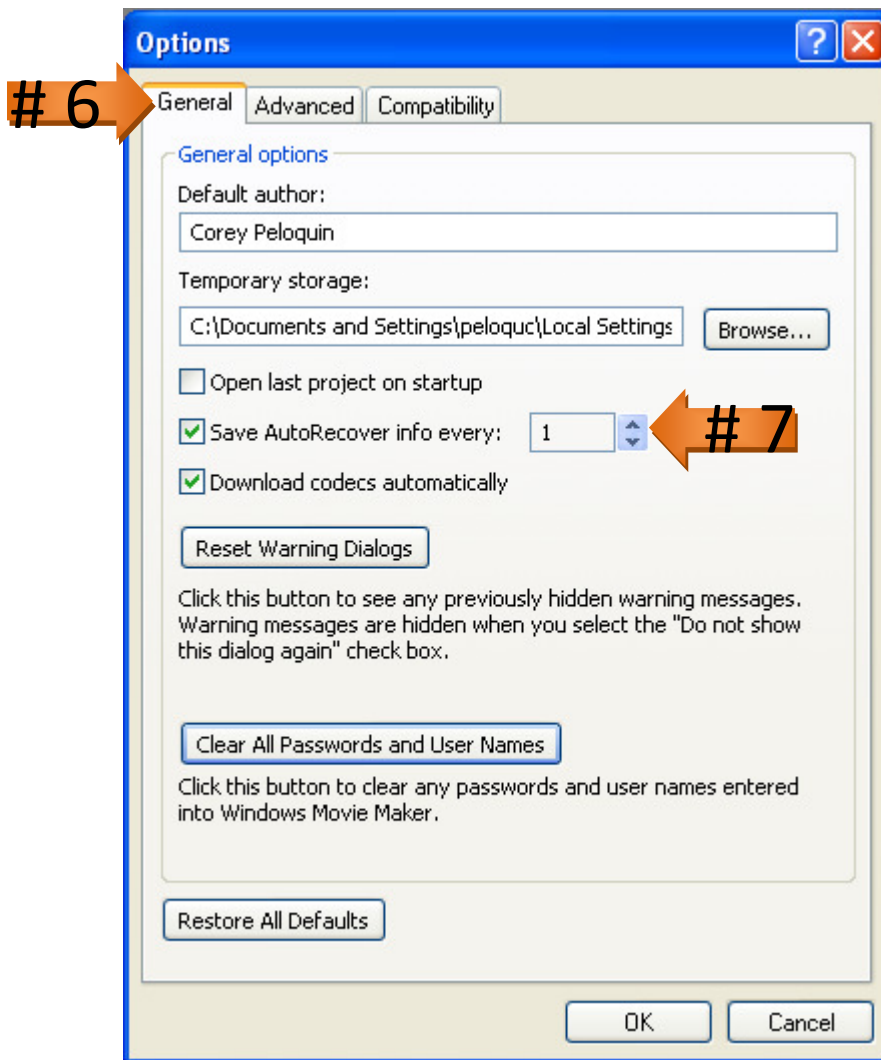 Options
# 6
General Advanced Compatibility
General options
Default author:
Corey Peloquin
Temporary storage:
C:\Documents and Settings\peloquc\Local Settings Browse...
Open last project on startup
Save AutoRecover info every: 1 # 7
Download codecs automatically
Reset Warning Dialogs
Click this button to see any previously hidden warning messages.
Warning messages are hidden when you select the "Do not show
this dialog again" check box.
Clear All Passwords and User Names
Click this button to clear any passwords and user names entered
into Windows Movie Maker.
Restore All Defaults
OK Cancel